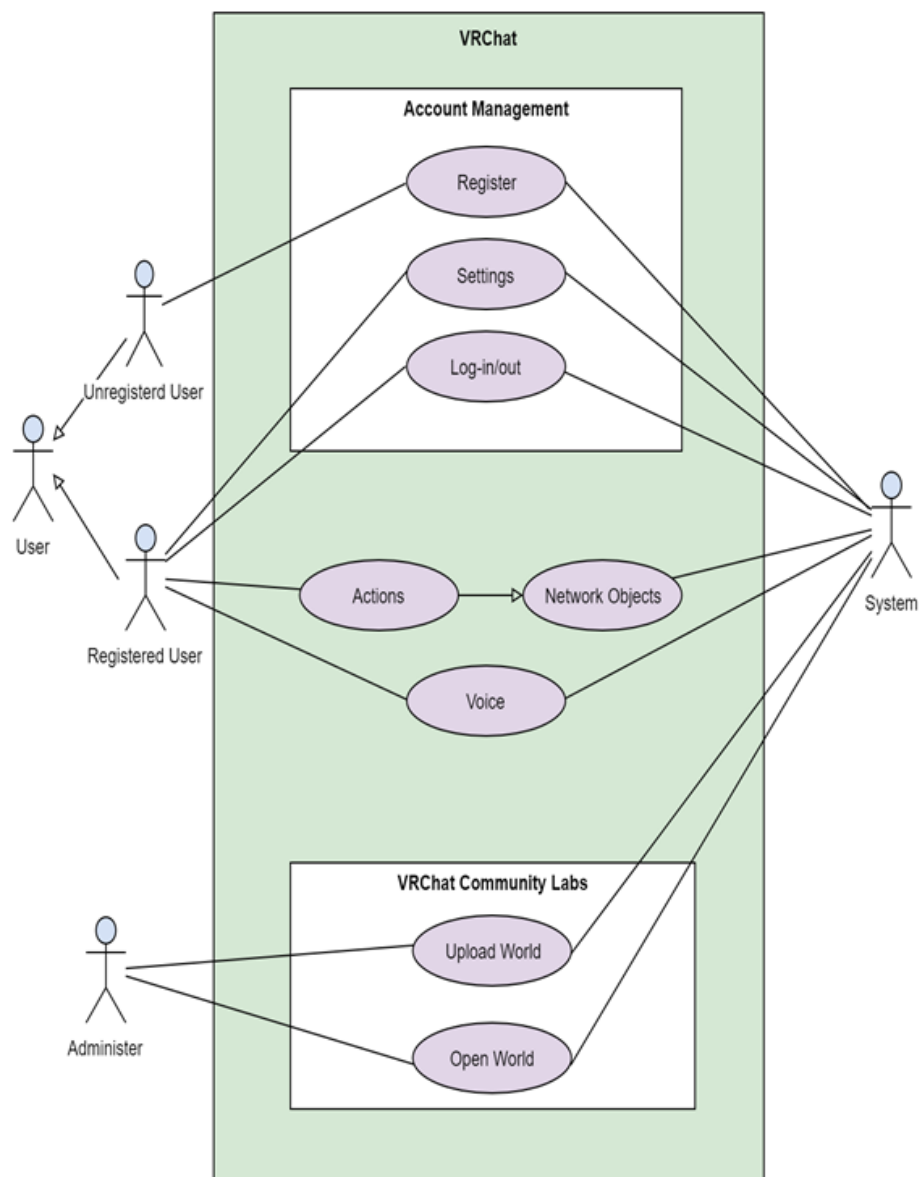 VRChat
Account Management
Register
Settings
Log-in/out
Unregisterd User
User
Registered User
Actions
Network Objects
System
Voice
VRChat Community Labs
Upload World
Administer
Open World